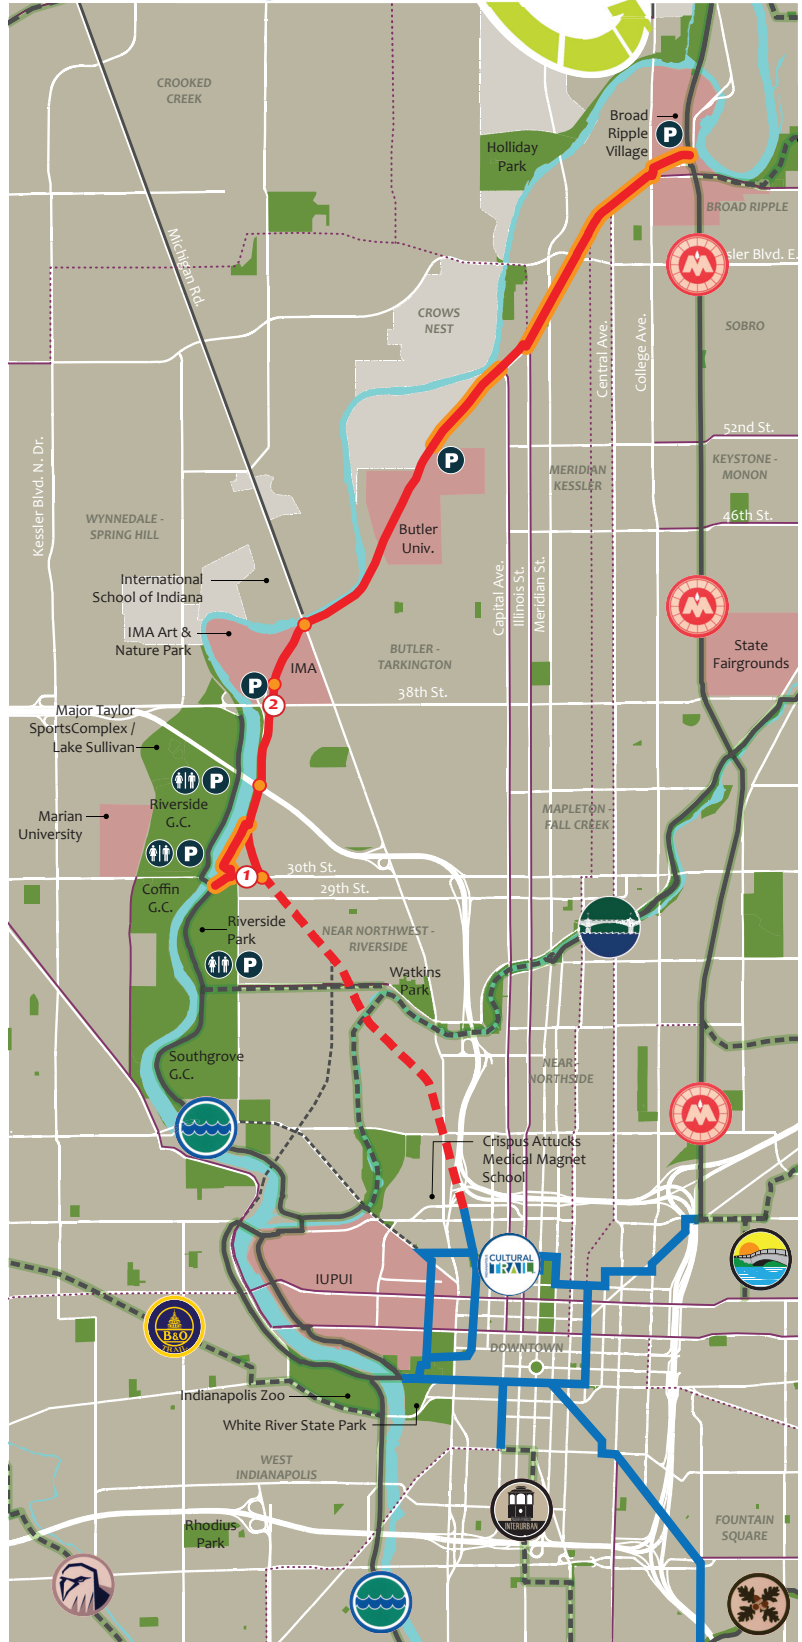 CROOKED
CREEK
Broad
Ripple
Village
P
Holliday
Park
BROAD RIPPLE
Michigan Rd.
sler Blvd. E.
M
CROWS
NEST
SOBRO
Central Ave.
College Ave.
52nd St.
Kessler Blvd. N. Dr.
P
MERIDIAN
KESSLER
KEYSTONE -
MONON
WYNNEDALE -
SPRING HILL
46th St.
Butler
Univ.
Capital Ave.
Illinois St.
Meridian St.
International
School of Indiana
M
IMA Art &
Nature Park
BUTLER -
TARKINGTON
State
Fairgrounds
IMA
P
38th St.
2
Major Taylor
SportsComplex /
Lake Sullivan
P
Riverside
G.C.
Marian
University
MAPLETON -
FALL CREEK
P
30th St.
1
29th St.
Coffin
G.C.
Riverside
Park
NEAR NORTHWEST -
RIVERSIDE
P
Watkins
Park
Southgrove
G.C.
NEAR
NORTHSIDE
M
Crispus Attucks
Medical Magnet
School
CULTURAL
TRAIL
IUPUI
B&O
TRAIL
DOWNTOWN
Indianapolis Zoo
White River State Park
WEST
INDIANAPOLIS
INTERURBAN
FOUNTAIN
SQUARE
Rhodius
Park